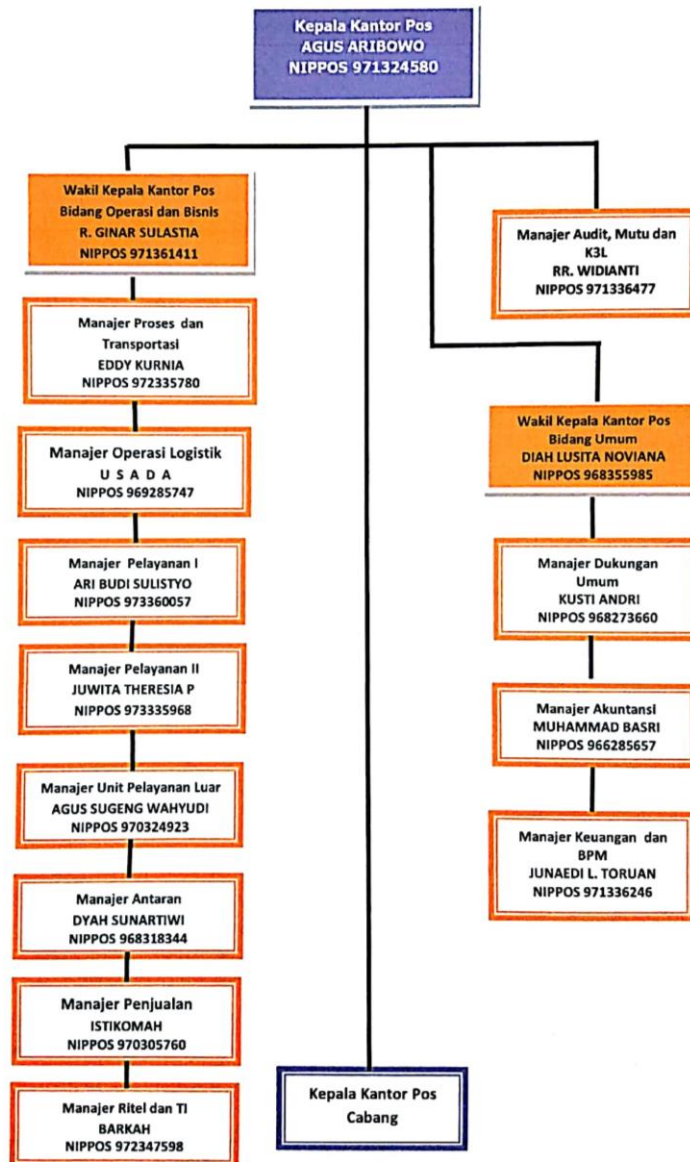 Kepala Kantor Pos
AGUS ARIBOWO
NIPPOS 971324580
Wakil Kepala Kantor Pos
Bidang Operasi dan Bisnis
R. GINAR SULASTIA
NIPPOS 971361411
Manajer Proses dan
Transportasi
EDDY KURNIA
NIPPOS 972335780
Manajer Operasi Logistik
U S A D A
NIPPOS 969285747
Manajer Pelayanan I
ARI BUDI SULISTYO
NIPPOS 973360057
Manajer Pelayanan II
JUWITA THERESIA P
NIPPOS 973335968
Manajer Unit Pelayanan Luar
AGUS SUGENG WAHYUDI
NIPPOS 970324923
Manajer Antaran
DYAH SUNARTIWI
NIPPOS 968318344
Manajer Penjualan
ISTIKOMAH
NIPPOS 970305760
Manajer Ritel dan TI
BARKAH
NIPPOS 972347598
Kepala Kantor Pos
Cabang
Manajer Audit, Mutu dan
K3L
RR. WIDIANTI
NIPPOS 971336477
Wakil Kepala Kantor Pos
Bidang Umum
DIAH LUSITA NOVIANA
NIPPOS 968355985
Manajer Dukungan
Umum
KUSTI ANDRI
NIPPOS 968273660
Manajer Akuntansi
MUHAMMAD BASRI
NIPPOS 966285657
Manajer Keuangan dan
BPM
JUNAEDI L. TORUAN
NIPPOS 971336246